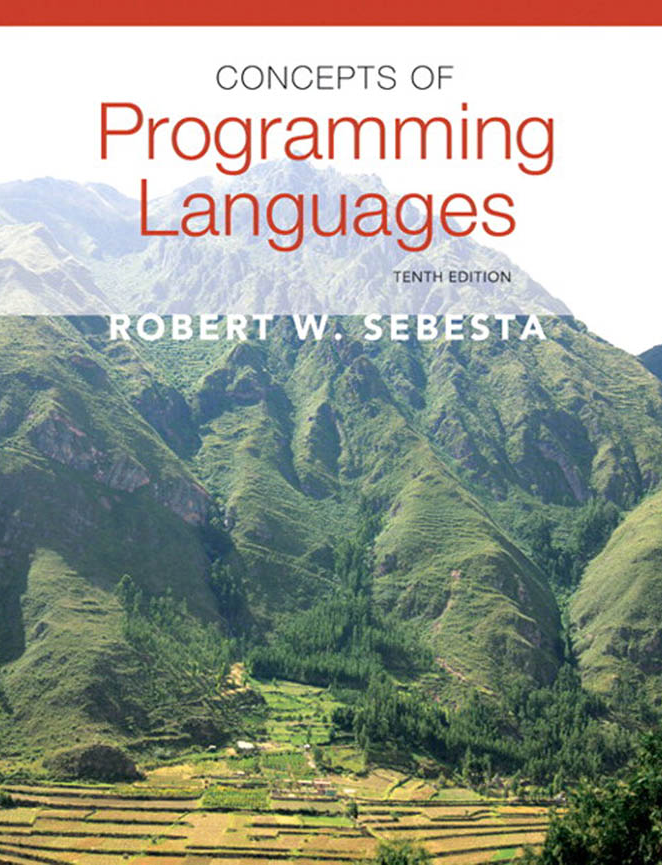 CONCEPTS OF
Programming
Languages
TENTH EDITION
ROBERT W. SEBESTA